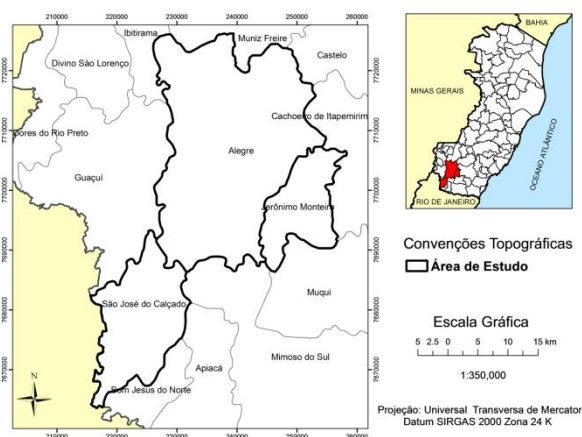 210000 220000 230000 240000 250000 260000
Ibitirama
Muniz Freire
Castelo
Divino São Lorenço
Cachoeiro de Itapemirim
Dores do Rio Preto
Alegre
Guaçuí
Jerônimo Monteiro
São José do Calçado
Muqui
Apiacá
Mimoso do Sul
Bom Jesus do Norte
N
7720000 7710000 7700000 7690000 7680000 7670000
7720000 7710000 7700000 7690000 7680000 7670000
210000 220000 230000 240000 250000 260000
BAHIA
MINAS GERAIS
OCEANO ATLÂNTICO
RIO DE JANEIRO
Convenções Topográficas
Área de Estudo
Escala Gráfica
5 2.5 0 5 10 15 km
1:350,000
Projeção: Universal Transversa de Mercator
Datum SIRGAS 2000 Zona 24 K